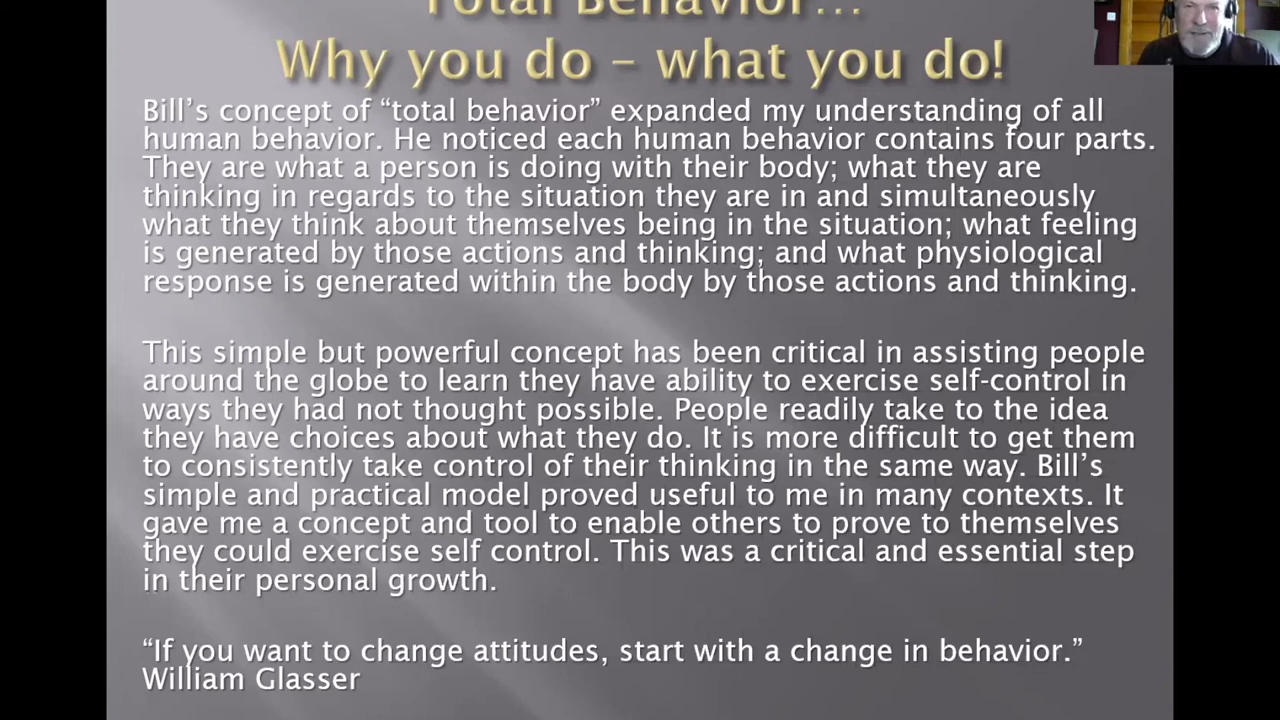 Total Behavior…
Why you do – what you do!
Bill’s concept of “total behavior” expanded my understanding of all
human behavior. He noticed each human behavior contains four parts.
They are what a person is doing with their body; what they are
thinking in regards to the situation they are in and simultaneously
what they think about themselves being in the situation; what feeling
is generated by those actions and thinking; and what physiological
response is generated within the body by those actions and thinking.
This simple but powerful concept has been critical in assisting people
around the globe to learn they have ability to exercise self-control in
ways they had not thought possible. People readily take to the idea
they have choices about what they do. It is more difficult to get them
to consistently take control of their thinking in the same way. Bill’s
simple and practical model proved useful to me in many contexts. It
gave me a concept and tool to enable others to prove to themselves
they could exercise self control. This was a critical and essential step
in their personal growth.
“If you want to change attitudes, start with a change in behavior.”
William Glasser